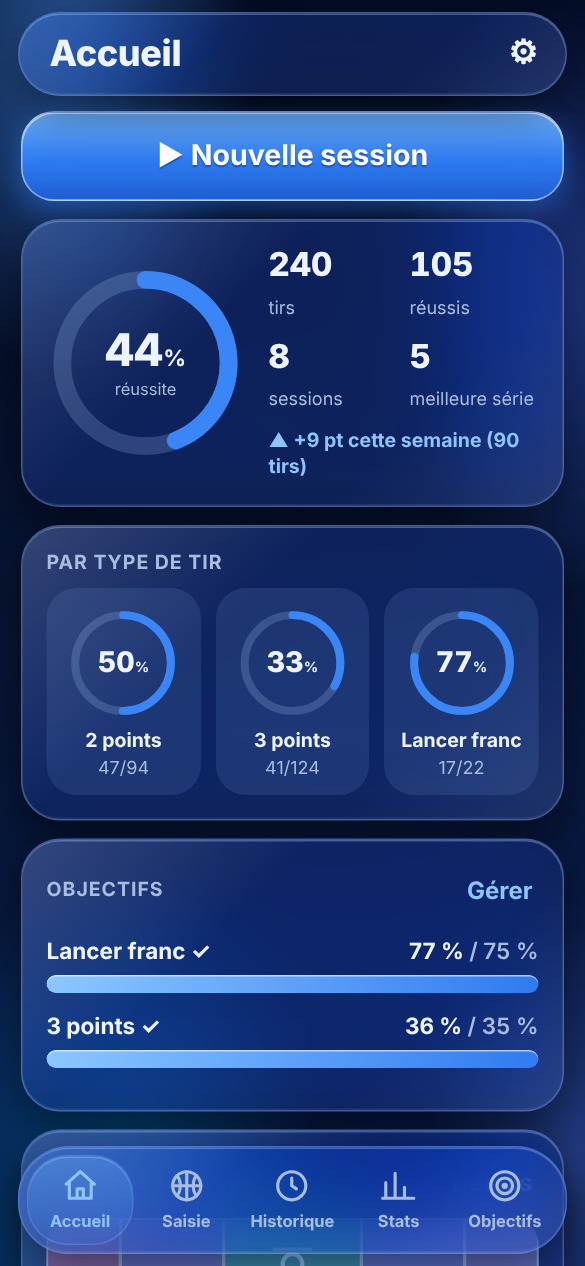 Accueil
▶ Nouvelle session
240
105
tirs
réussis
44%
réussite
8
5
sessions
meilleure série
▲ +9 pt cette semaine (90
tirs)
PAR TYPE DE TIR
50%
33%
77%
2 points
3 points
Lancer franc
47/94
41/124
17/22
OBJECTIFS
Gérer
Lancer franc ✓
77 % / 75 %
3 points ✓
36 % / 35 %
Accueil
Saisie
Historique
Stats
Objectifs